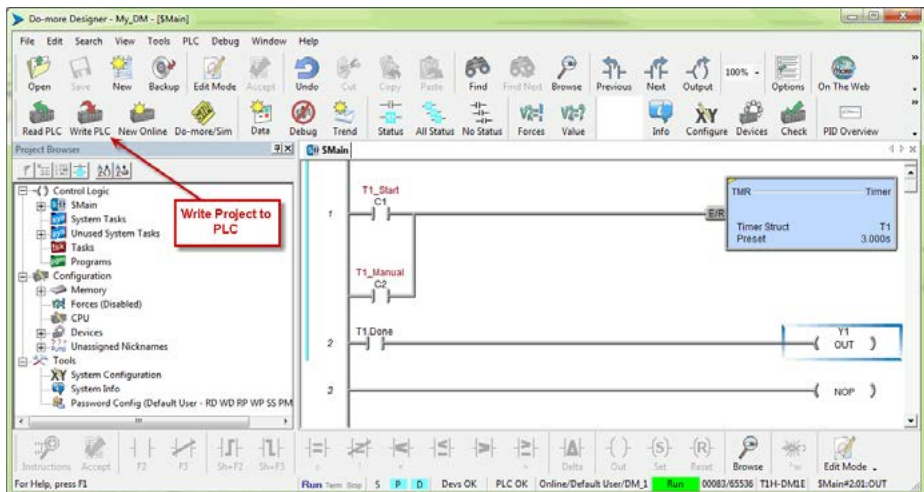 Do-more Designer - My_DM - [$Main]
File Edit Search View Tools PLC Debug Window Help
Open Save New Backup Edit Mode Accept Undo Cut Copy Paste Find Find Next Browse Previous Next Output 100% Options On The Web
Read PLC Write PLC New Online Do-more/Sim Data Debug Trend Status All Status No Status Forces Value Info Configure Devices Check PID Overview
Project Browser
$Main
Control Logic
$Main
System Tasks
Unused System Tasks
Tasks
Programs
Configuration
Memory
Forces (Disabled)
CPU
Devices
Unassigned Nicknames
Tools
System Configuration
System Info
Password Config (Default User - RD WD RP WP SS PM
Write Project to
PLC
T1_Start
C1
1
E/R
TMR Timer
Timer Struct T1
Preset 3.000s
T1_Manual
C2
T1.Done
2
Y1
OUT
3
NOP
Instructions Accept F2 F3 Sh+F2 Sh+F3 Delta Out Set Reset Browse ^w Edit Mode
For Help, press F1
Run Term Stop S P D Devs OK PLC OK Online/Default User/DM_1 Run 00083/65536 T1H-DM1E $Main#2.01:OUT